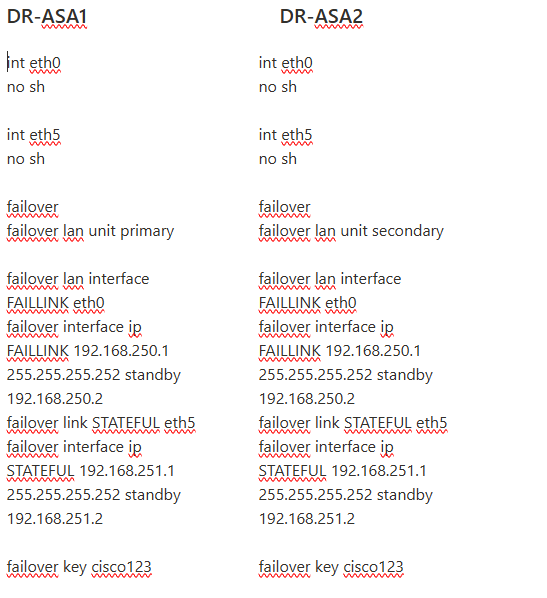 DR-ASA1
int eth0
no sh
int eth5
no sh
failover
failover lan unit primary
failover lan interface
FAILLINK eth0
failover interface ip
FAILLINK 192.168.250.1
255.255.255.252 standby
192.168.250.2
failover link STATEFUL eth5
failover interface ip
STATEFUL 192.168.251.1
255.255.255.252 standby
192.168.251.2
failover key cisco123
DR-ASA2
int eth0
no sh
int eth5
no sh
failover
failover lan unit secondary
failover lan interface
FAILLINK eth0
failover interface ip
FAILLINK 192.168.250.1
255.255.255.252 standby
192.168.250.2
failover link STATEFUL eth5
failover interface ip
STATEFUL 192.168.251.1
255.255.255.252 standby
192.168.251.2
failover key cisco123